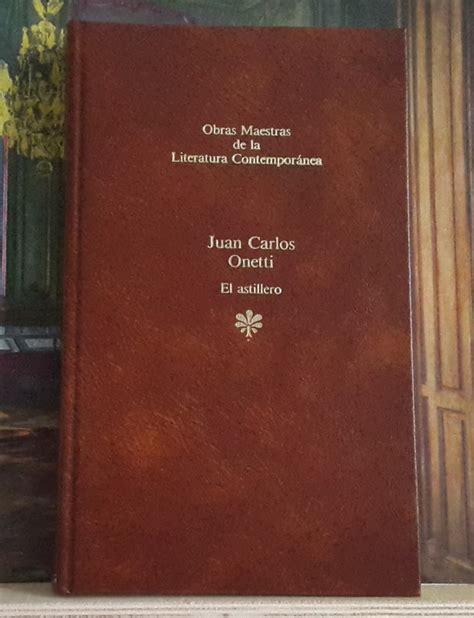 Obras Maestras
de la
Literatura Contemporánea
Juan Carlos
Onetti
El astillero